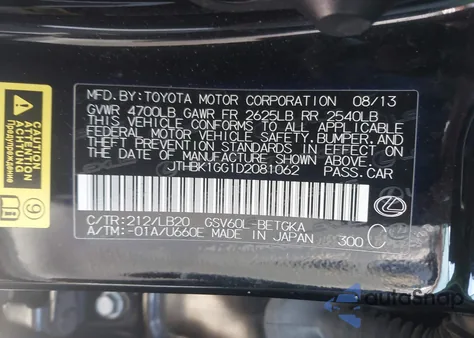 MFD.BY:TOYOTA MOTOR CORPORATION 08/13
GVWR 4700LB GAWR FR 2625LB RR 2540LB
THIS VEHICLE CONFORMS TO ALL APPLICABLE
FEDERAL MOTOR VEHICLE SAFETY, BUMPER, AND
THEFT PREVENTION STANDARDS IN EFFECT ON
THE DATE OF MANUFACTURE SHOWN ABOVE.
JTHBK1GG1D2081062 PASS.CAR
C/TR:212/LB20 GSV60L-BETGKA
A/TM:-01A/U660E MADE IN JAPAN 300 C
CAUTION
ATTENTION
autoSnap